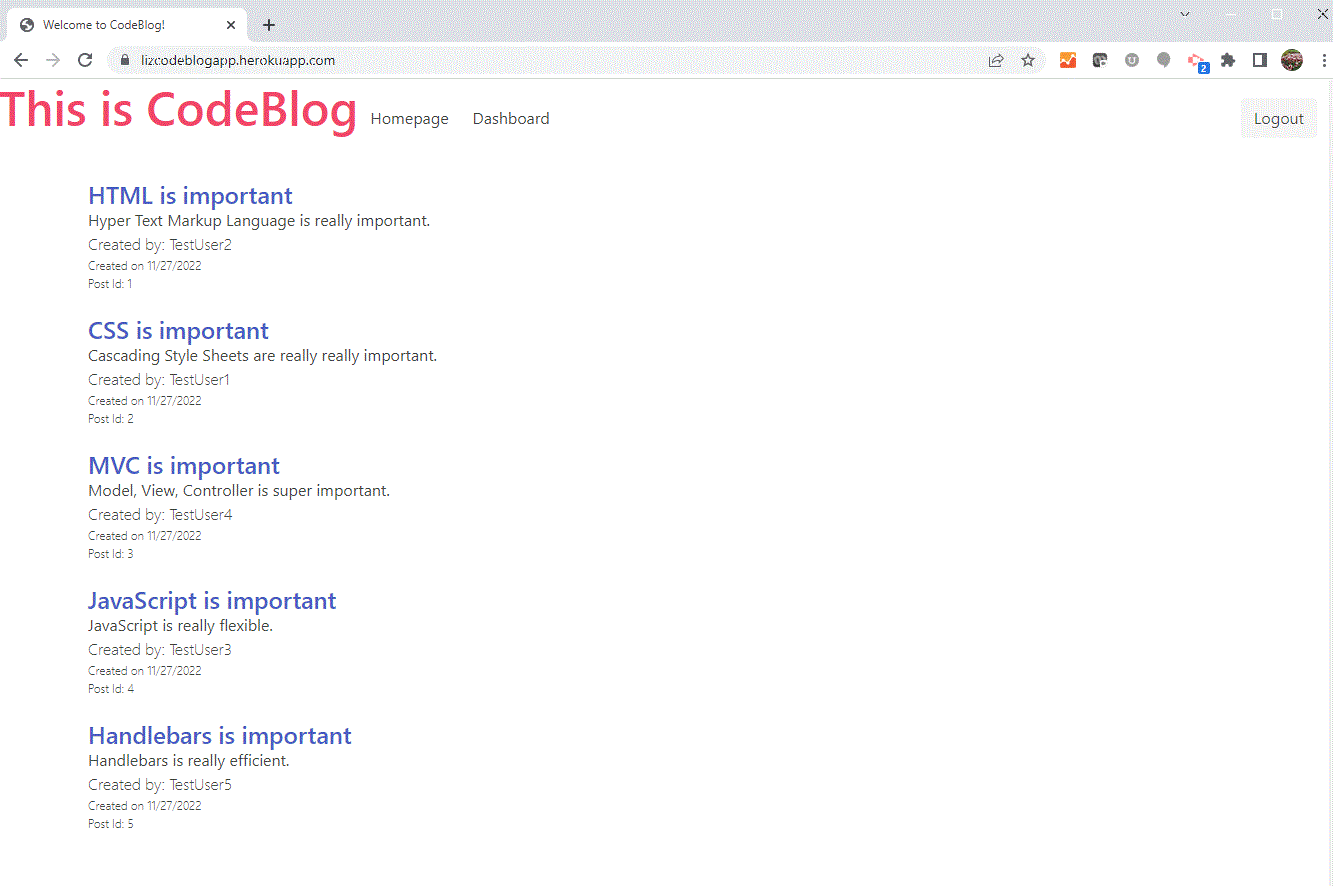 Welcome to CodeBlog!
lizcodeblogapp.herokuapp.com
2
This is CodeBlog Homepage Dashboard Logout
HTML is important
Hyper Text Markup Language is really important.
Created by: TestUser2
Created on 11/27/2022
Post Id: 1
CSS is important
Cascading Style Sheets are really really important.
Created by: TestUser1
Created on 11/27/2022
Post Id: 2
MVC is important
Model, View, Controller is super important.
Created by: TestUser4
Created on 11/27/2022
Post Id: 3
JavaScript is important
JavaScript is really flexible.
Created by: TestUser3
Created on 11/27/2022
Post Id: 4
Handlebars is important
Handlebars is really efficient.
Created by: TestUser5
Created on 11/27/2022
Post Id: 5